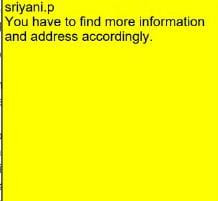 sriyani.p
You have to find more information
and address accordingly.